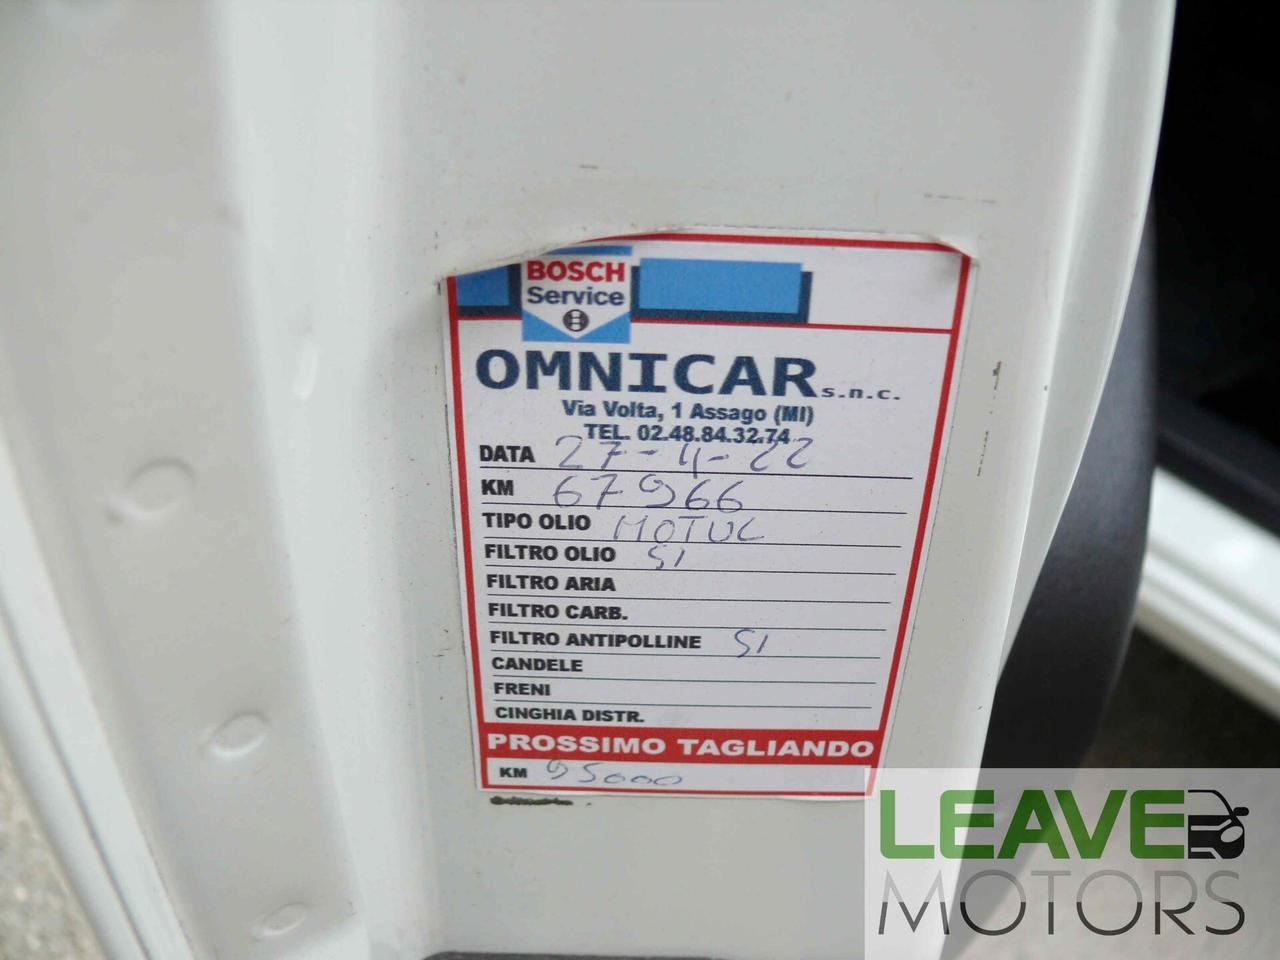 BOSCH
Service
OMNICAR s.n.c.
Via Volta, 1 Assago (MI)
TEL. 02.48.84.32.74
DATA 27-4-22
KM 67966
TIPO OLIO MOTUL
FILTRO OLIO SI
FILTRO ARIA
FILTRO CARB.
FILTRO ANTIPOLLINE SI
CANDELE
FRENI
CINGHIA DISTR.
PROSSIMO TAGLIANDO
KM 95000
LEAVE
MOTORS